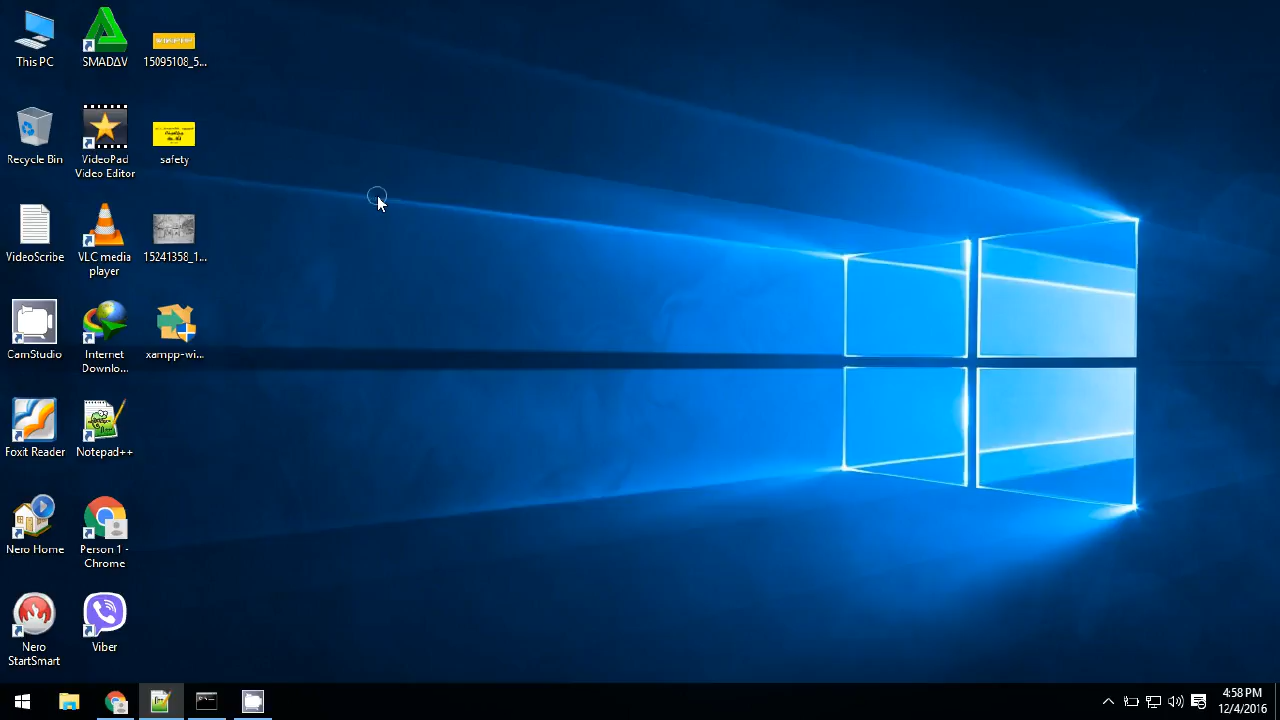 This PC
SMADΔV
15095108_5...
Recycle Bin
VideoPad
Video Editor
safety
VideoScribe
VLC media
player
15241358_1...
CamStudio
Internet
Downlo...
xampp-wi...
Foxit Reader
Notepad++
Nero Home
Person 1 -
Chrome
Nero
StartSmart
Viber
4:58 PM
12/4/2016